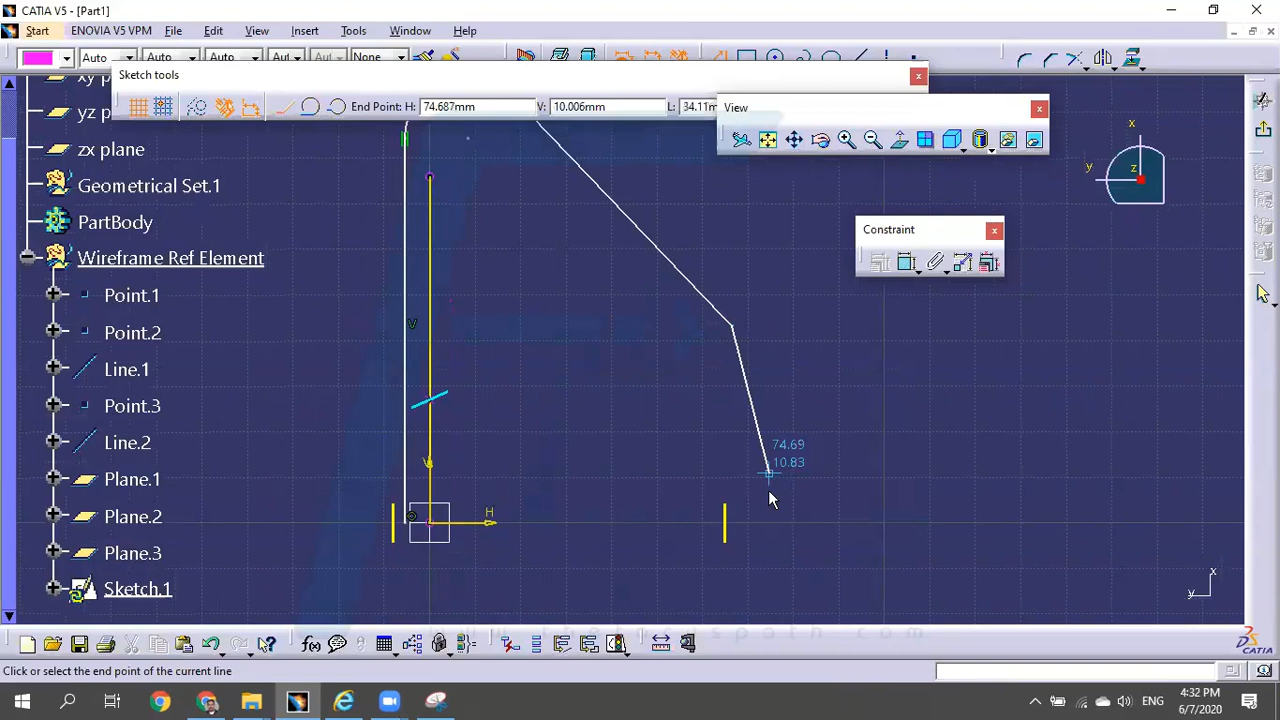 CATIA V5 - [Part1]
Start ENOVIA V5 VPM File Edit View Insert Tools Window Help
Auto Auto Auto Aut Aut None
Sketch tools
End Point: H: 74.687mm V: 10.006mm L: 34.11m
View
xy p
yz p
zx plane
Geometrical Set.1
PartBody
Wireframe Ref Element
Point.1
Point.2
Line.1
Point.3
Line.2
Plane.1
Plane.2
Plane.3
Sketch.1
Constraint
x
y
z
V
H
74.69
10.83
x
y
CATIA
Click or select the end point of the current line
ENG
4:32 PM
6/7/2020